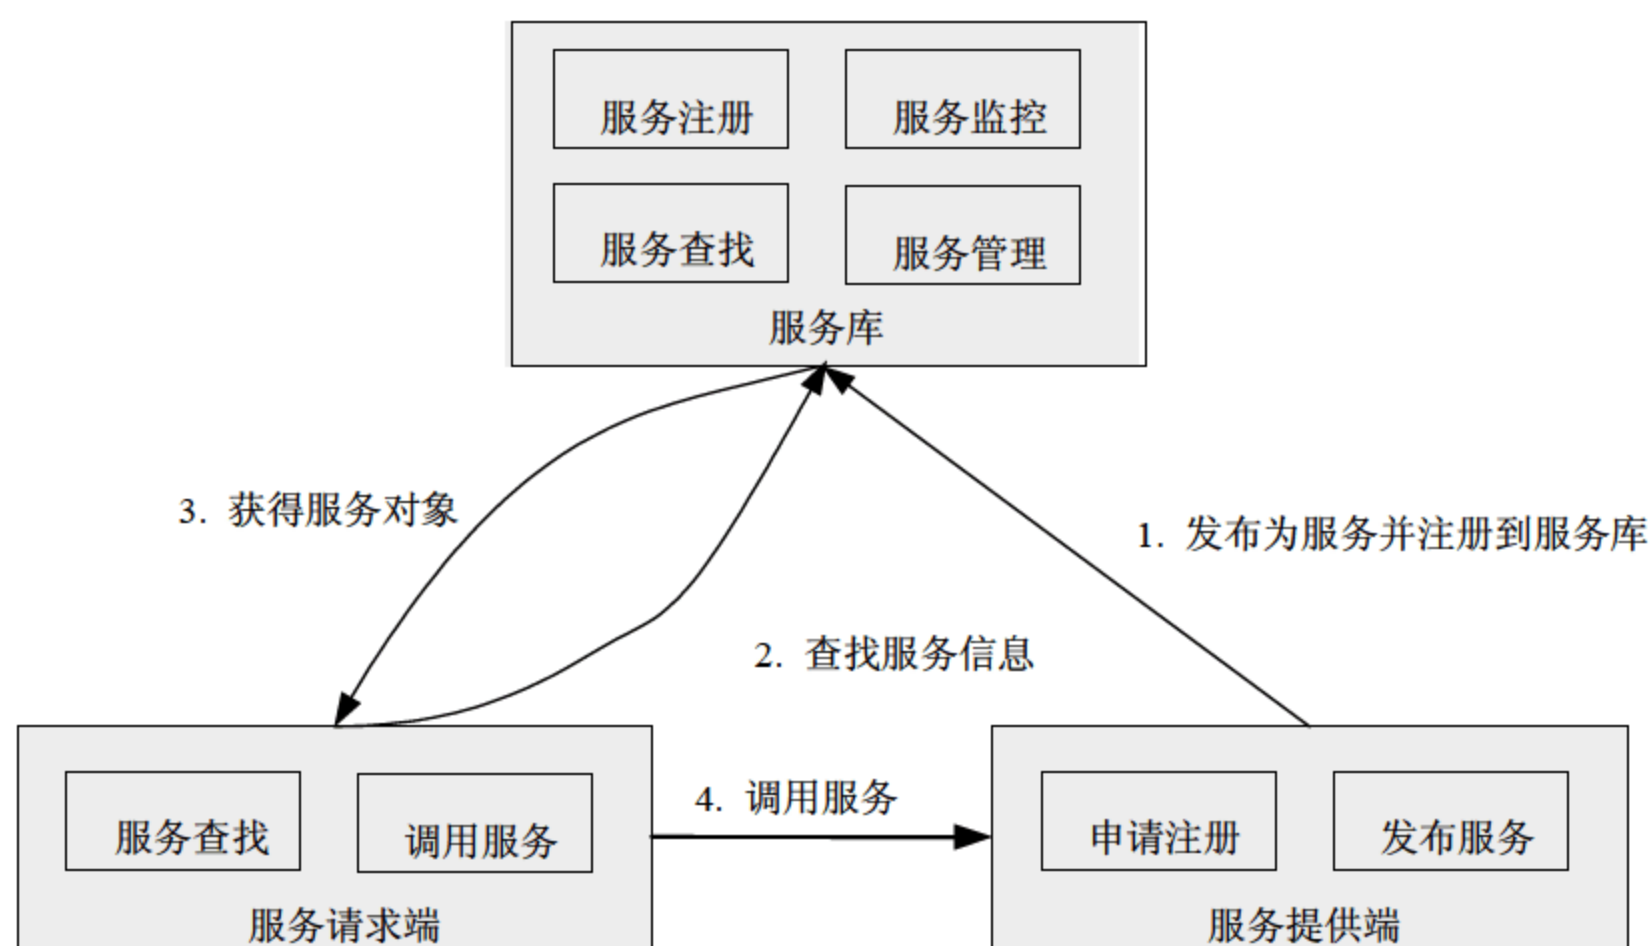 服务注册
服务监控
服务查找
服务管理
服务库
3. 获得服务对象
1. 发布为服务并注册到服务库
2. 查找服务信息
4. 调用服务
服务查找
调用服务
申请注册
发布服务
服务请求端
服务提供端